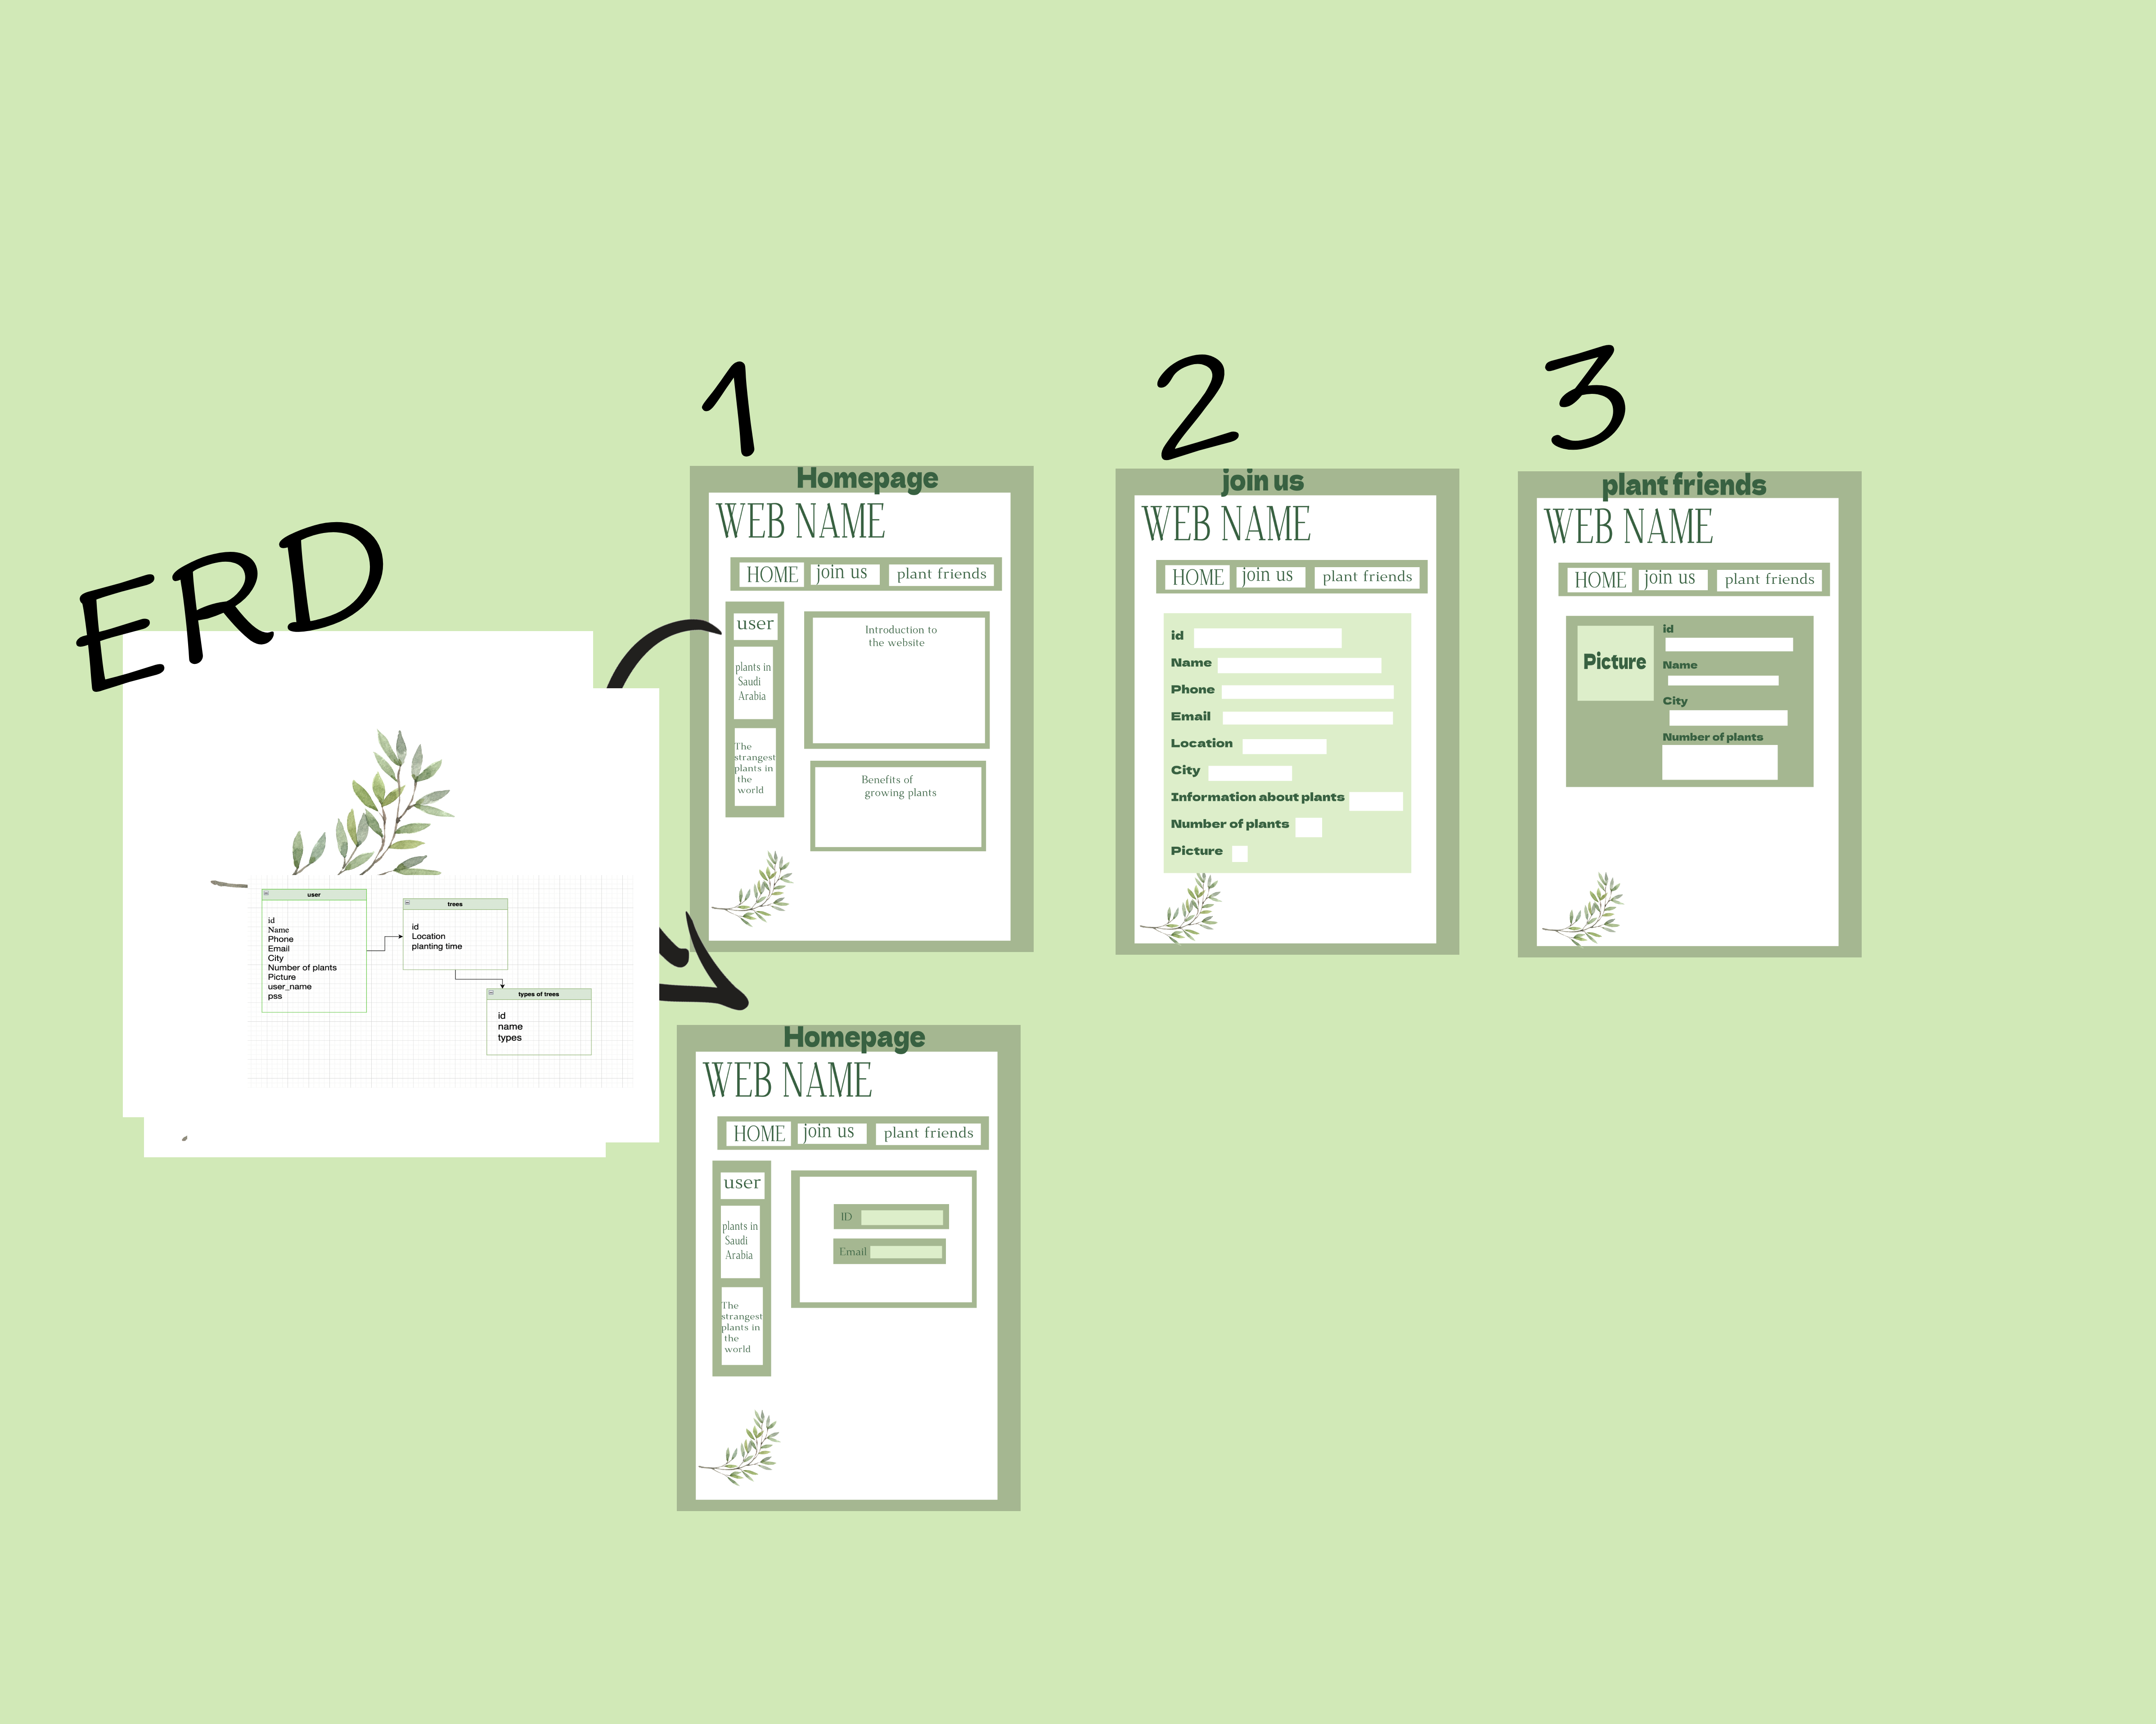 ERD
user
id
Name
Phone
Email
City
Number of plants
Picture
user_name
pss
trees
id
Location
planting time
types of trees
id
name
types
1
Homepage
WEB NAME
HOME join us plant friends
user
plants in
Saudi
Arabia
The
strangest
plants in
the
world
Introduction to
the website
Benefits of
growing plants
2
join us
WEB NAME
HOME join us plant friends
id
Name
Phone
Email
Location
City
Information about plants
Number of plants
Picture
3
plant friends
WEB NAME
HOME join us plant friends
Picture
id
Name
City
Number of plants
Homepage
WEB NAME
HOME join us plant friends
user
plants in
Saudi
Arabia
The
strangest
plants in
the
world
ID
Email